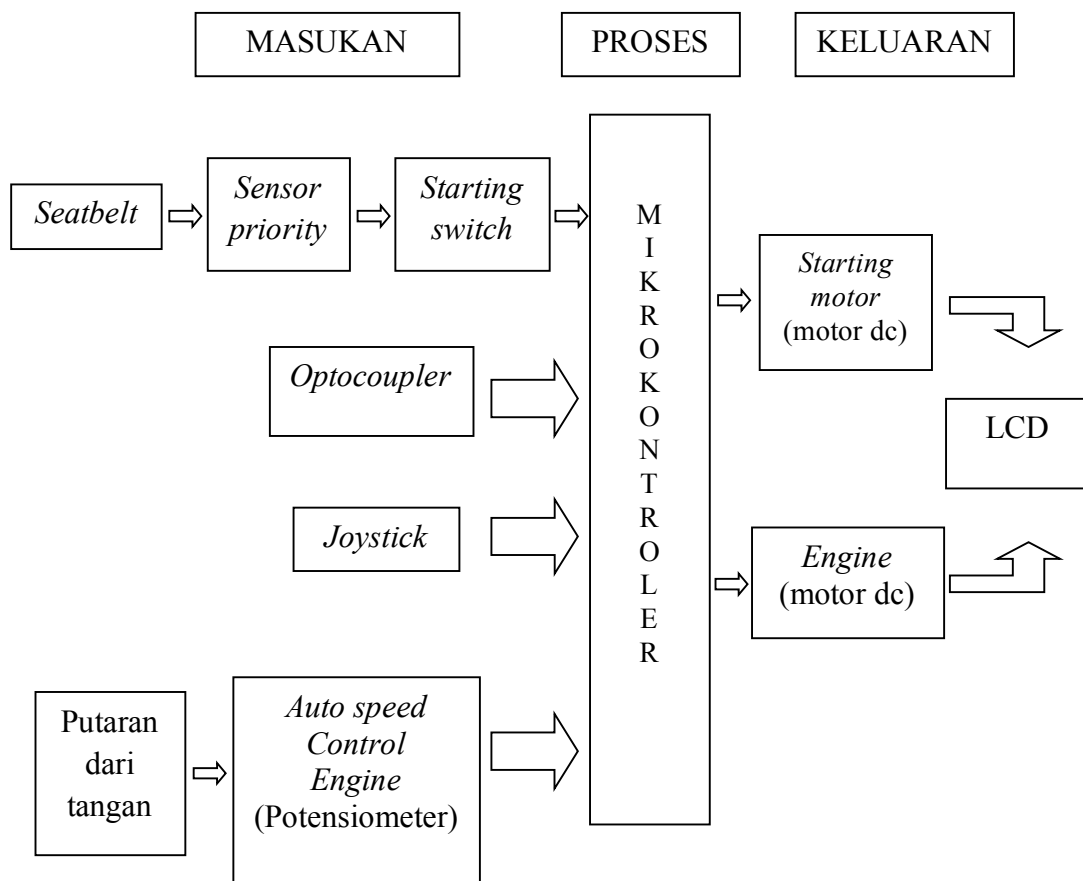 MASUKAN
PROSES
KELUARAN
Seatbelt
Sensor
priority
Starting
switch
M
I
K
R
O
K
O
N
T
R
O
L
E
R
Starting
motor
(motor dc)
Optocoupler
LCD
Joystick
Engine
(motor dc)
Putaran
dari
tangan
Auto speed
Control
Engine
(Potensiometer)